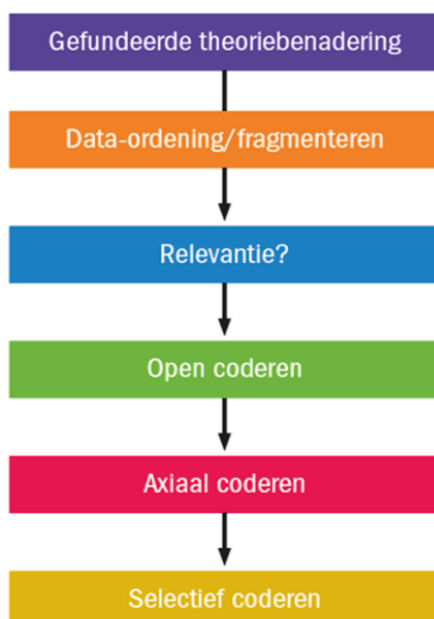 Gefundeerde theoriebenadering
Data-ordening/fragmenteren
Relevantie?
Open coderen
Axiaal coderen
Selectief coderen